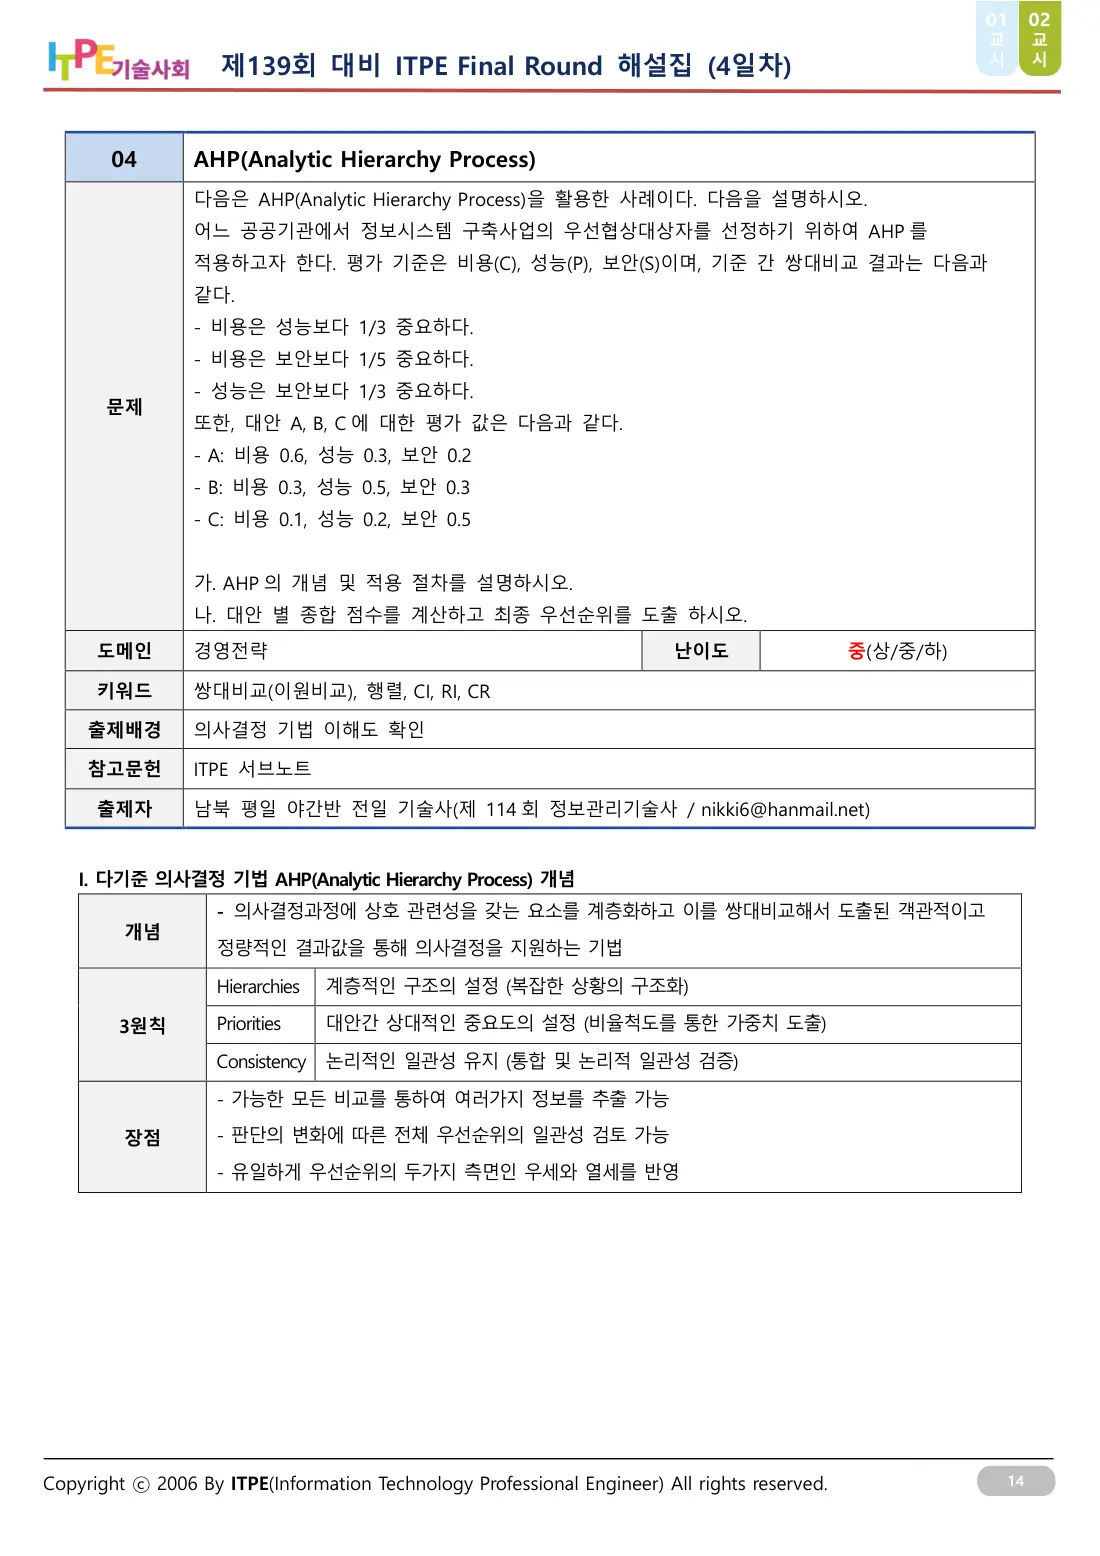 01
교
시
02
교
시
ITPE기술사회 제139회 대비 ITPE Final Round 해설집 (4일차)
04 AHP(Analytic Hierarchy Process)
문제
다음은 AHP(Analytic Hierarchy Process)을 활용한 사례이다. 다음을 설명하시오.
어느 공공기관에서 정보시스템 구축사업의 우선협상대상자를 선정하기 위하여 AHP 를
적용하고자 한다. 평가 기준은 비용(C), 성능(P), 보안(S)이며, 기준 간 쌍대비교 결과는 다음과
같다.
- 비용은 성능보다 1/3 중요하다.
- 비용은 보안보다 1/5 중요하다.
- 성능은 보안보다 1/3 중요하다.
또한, 대안 A, B, C 에 대한 평가 값은 다음과 같다.
- A: 비용 0.6, 성능 0.3, 보안 0.2
- B: 비용 0.3, 성능 0.5, 보안 0.3
- C: 비용 0.1, 성능 0.2, 보안 0.5
가. AHP 의 개념 및 적용 절차를 설명하시오.
나. 대안 별 종합 점수를 계산하고 최종 우선순위를 도출 하시오.
도메인 경영전략 난이도 중(상/중/하)
키워드 쌍대비교(이원비교), 행렬, CI, RI, CR
출제배경 의사결정 기법 이해도 확인
참고문헌 ITPE 서브노트
출제자 남북 평일 야간반 전일 기술사(제 114 회 정보관리기술사 / nikki6@hanmail.net)
I. 다기준 의사결정 기법 AHP(Analytic Hierarchy Process) 개념
개념
- 의사결정과정에 상호 관련성을 갖는 요소를 계층화하고 이를 쌍대비교해서 도출된 객관적이고
정량적인 결과값을 통해 의사결정을 지원하는 기법
3원칙
Hierarchies 계층적인 구조의 설정 (복잡한 상황의 구조화)
Priorities 대안간 상대적인 중요도의 설정 (비율척도를 통한 가중치 도출)
Consistency 논리적인 일관성 유지 (통합 및 논리적 일관성 검증)
장점
- 가능한 모든 비교를 통하여 여러가지 정보를 추출 가능
- 판단의 변화에 따른 전체 우선순위의 일관성 검토 가능
- 유일하게 우선순위의 두가지 측면인 우세와 열세를 반영
Copyright ⓒ 2006 By ITPE(Information Technology Professional Engineer) All rights reserved.
14